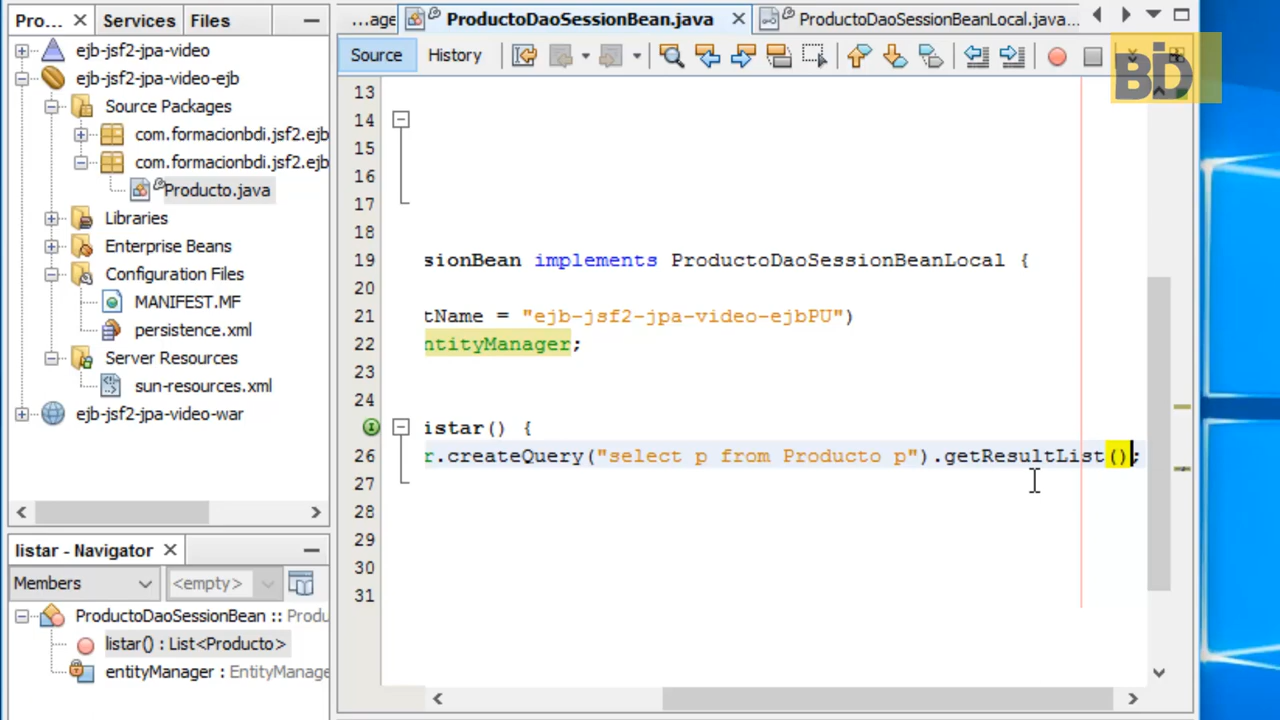 Pro...
Services
Files
ejb-jsf2-jpa-video
ejb-jsf2-jpa-video-ejb
Source Packages
com.formacionbdi.jsf2.ejb
com.formacionbdi.jsf2.ejb
Producto.java
Libraries
Enterprise Beans
Configuration Files
MANIFEST.MF
persistence.xml
Server Resources
sun-resources.xml
ejb-jsf2-jpa-video-war
listar - Navigator
Members
<empty>
ProductoDaoSessionBean :: Produ
listar() : List<Producto>
entityManager : EntityManage
...age
ProductoDaoSessionBean.java
ProductoDaoSessionBeanLocal.java...
Source
History
BDI
13
14
15
16
17
18
19 sionBean implements ProductoDaoSessionBeanLocal {
20
21 tName = "ejb-jsf2-jpa-video-ejbPU")
22 ntityManager;
23
24
istar() {
26 r.createQuery("select p from Producto p").getResultList();
27
28
29
30
31